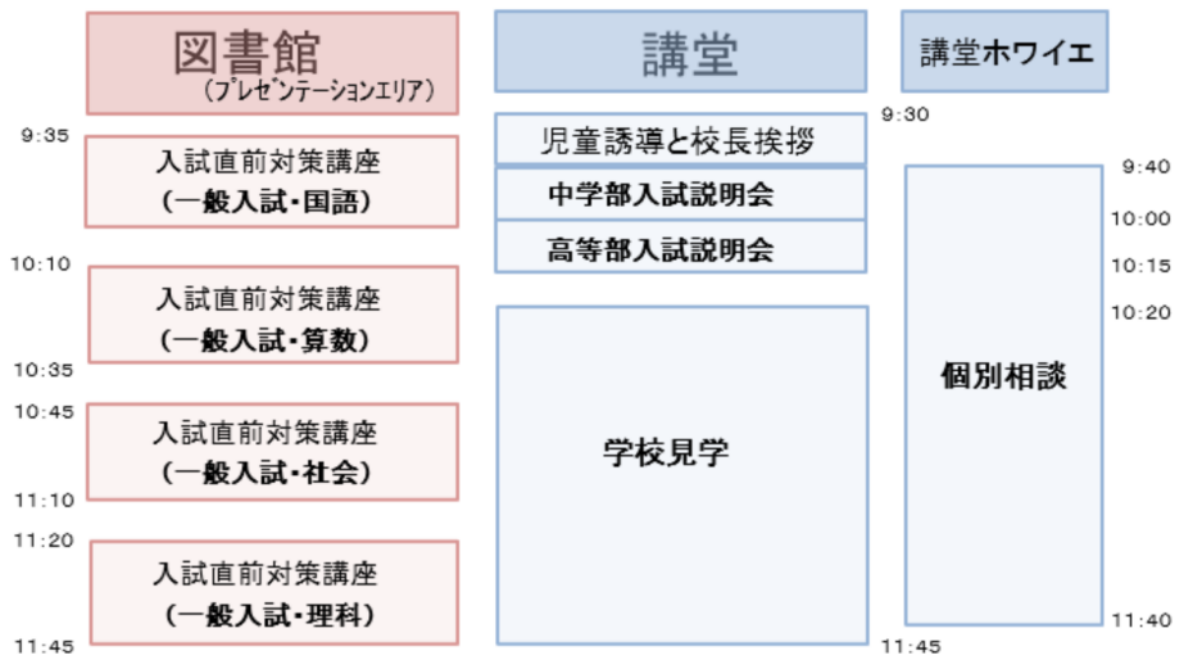 図書館
(プレゼンテーションエリア)
9:35
入試直前対策講座
(一般入試・国語)
10:10
入試直前対策講座
(一般入試・算数)
10:35
10:45
入試直前対策講座
(一般入試・社会)
11:10
11:20
入試直前対策講座
(一般入試・理科)
11:45
講堂
9:30
児童誘導と校長挨拶
中学部入試説明会
高等部入試説明会
学校見学
11:45
講堂ホワイエ
9:40
10:00
10:15
10:20
個別相談
11:40